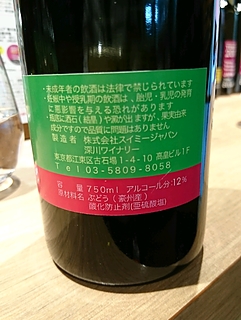 ・未成年者の飲酒は法律で禁じられています
・妊娠中や授乳期の飲酒は、胎児・乳児の発育
に悪影響を与える恐れがあります
・瓶底に酒石(結晶)や澱が出ますが、果実由来
成分ですので品質に問題はありません
製造者 株式会社スイミージャパン
深川ワイナリー
東京都江東区古石場1-4-10 高畠ビル1F
Tel 03-5809-8058
容量 750ml アルコール分:12%
原材料名 ぶどう(豪州産)
酸化防止剤(亜硫酸塩)